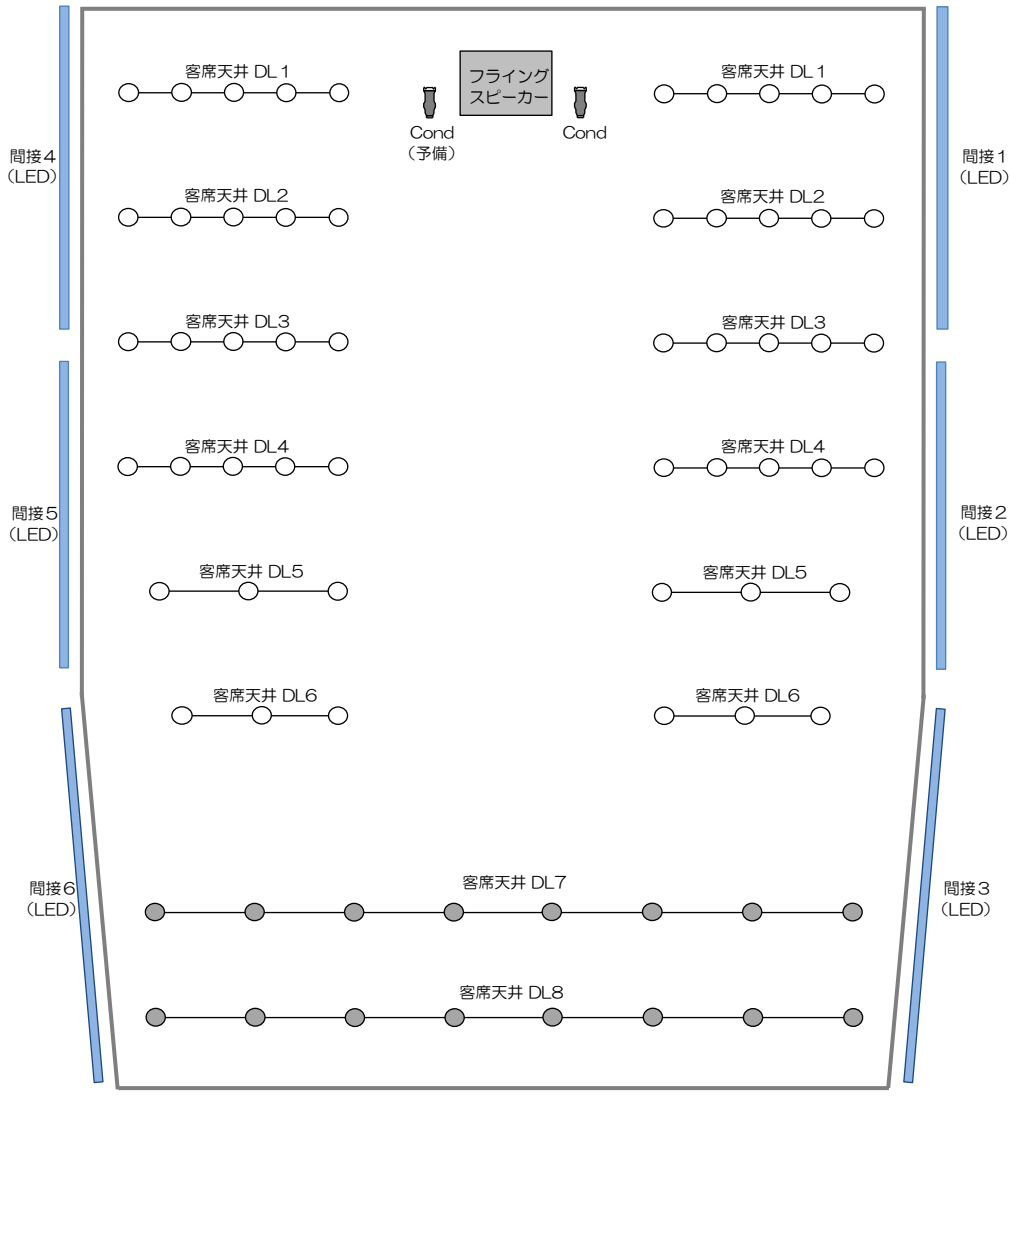 客席天井 DL1
フライング
スピーカー
客席天井 DL1
Cond
（予備）
Cond
間接4
（LED）
間接1
（LED）
客席天井 DL2
客席天井 DL2
客席天井 DL3
客席天井 DL3
客席天井 DL4
客席天井 DL4
間接5
（LED）
間接2
（LED）
客席天井 DL5
客席天井 DL5
客席天井 DL6
客席天井 DL6
客席天井 DL7
間接6
（LED）
間接3
（LED）
客席天井 DL8